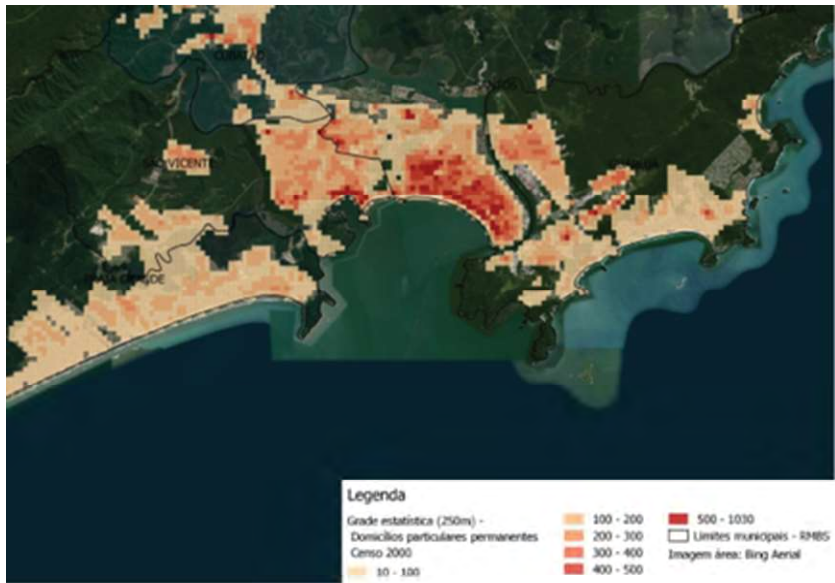 SÃO VICENTE
Legenda
Grade estatística (250m) -
Domicílios particulares permanentes
Censo 2000
10 - 100
100 - 200
200 - 300
300 - 400
400 - 500
500 - 1030
Limites municipais - RMBS
Imagem área: Bing Aerial